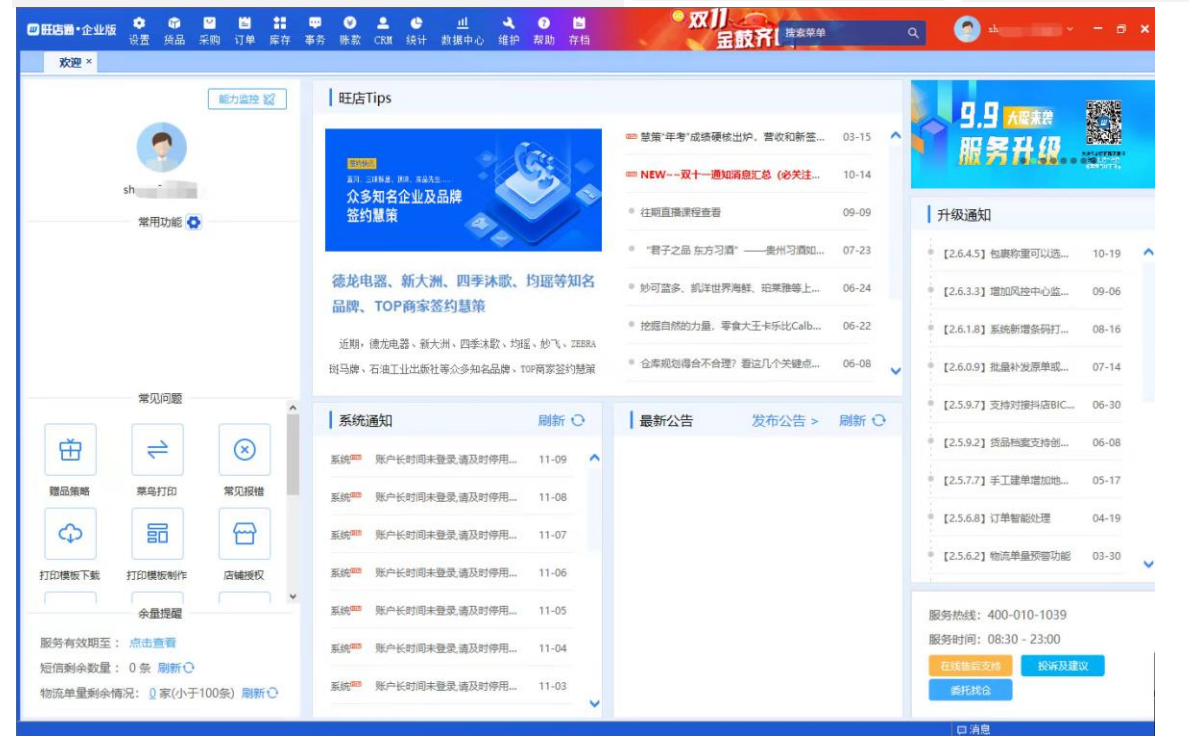 旺店通·企业版
设置 货品 采购 订单 库存 事务 账款 CRM 统计 数据中心 维护 帮助 存档
双11
金鼓齐
搜索菜单
sh
欢迎 ×
能力监控
sh
常用功能
常见问题
赠品策略 菜鸟打印 常见报错
打印模板下载 打印模板制作 店铺授权
余量提醒
服务有效期至： 点击查看
短信剩余数量： 0 条 刷新
物流单量剩余情况： 0 家(小于100条) 刷新
旺店Tips
众多知名企业及品牌
签约慧策
德龙电器、新大洲、四季沐歌、均瑶等知名
品牌、TOP商家签约慧策
近期，德龙电器、新大洲、四季沐歌、均瑶、妙飞、ZEBRA
斑马牌、石油工业出版社等众多知名品牌、TOP商家签约慧策
慧策“年考”成绩硬核出炉，营收和新签... 03-15
NEW--双十一通知消息汇总（必关注... 10-14
往期直播课程查看 09-09
“君子之品 东方习酒”——贵州习酒如... 07-23
妙可蓝多、凯洋世界海鲜、珀莱雅等上... 06-24
挖掘自然的力量，零食大王卡乐比Calb... 06-22
仓库规划得合不合理？看这几个关键点... 06-08
系统通知 刷新
系统 账户长时间未登录,请及时停用... 11-09
系统 账户长时间未登录,请及时停用... 11-08
系统 账户长时间未登录,请及时停用... 11-07
系统 账户长时间未登录,请及时停用... 11-06
系统 账户长时间未登录,请及时停用... 11-05
系统 账户长时间未登录,请及时停用... 11-04
系统 账户长时间未登录,请及时停用... 11-03
最新公告 发布公告 > 刷新
9.9 大促来袭
服务升级
升级通知
【2.6.4.5】包裹称重可以选... 10-19
【2.6.3.3】增加风控中心监... 09-06
【2.6.1.8】系统新增条码打... 08-16
【2.6.0.9】批量补发原单或... 07-14
【2.5.9.7】支持对接抖店BIC... 06-30
【2.5.9.2】货品档案支持创... 06-08
【2.5.7.7】手工建单增加地... 05-17
【2.5.6.8】订单智能处理 04-19
【2.5.6.2】物流单量预警功能 03-30
服务热线： 400-010-1039
服务时间： 08:30 - 23:00
在线售后支持 投诉及建议
委托找仓
消息